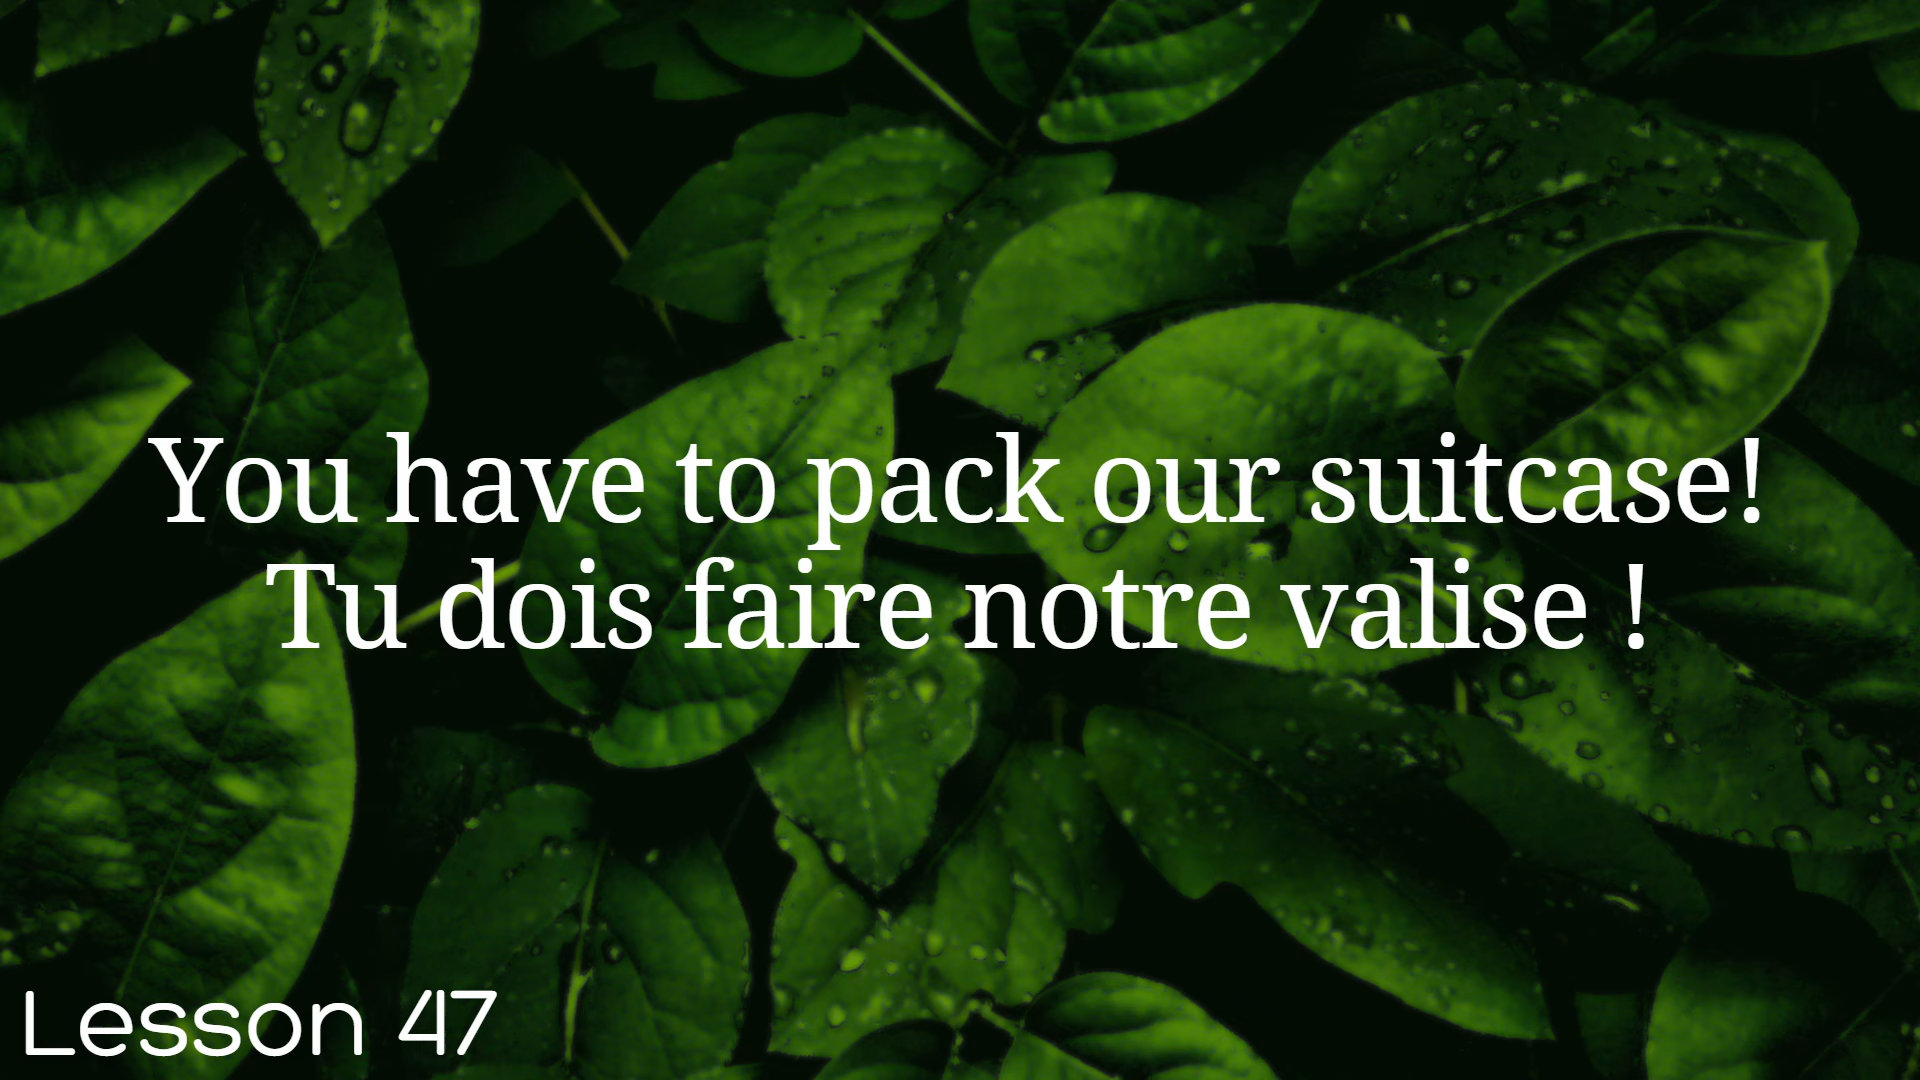 You have to pack our suitcase!
Tu dois faire notre valise !
Lesson 47